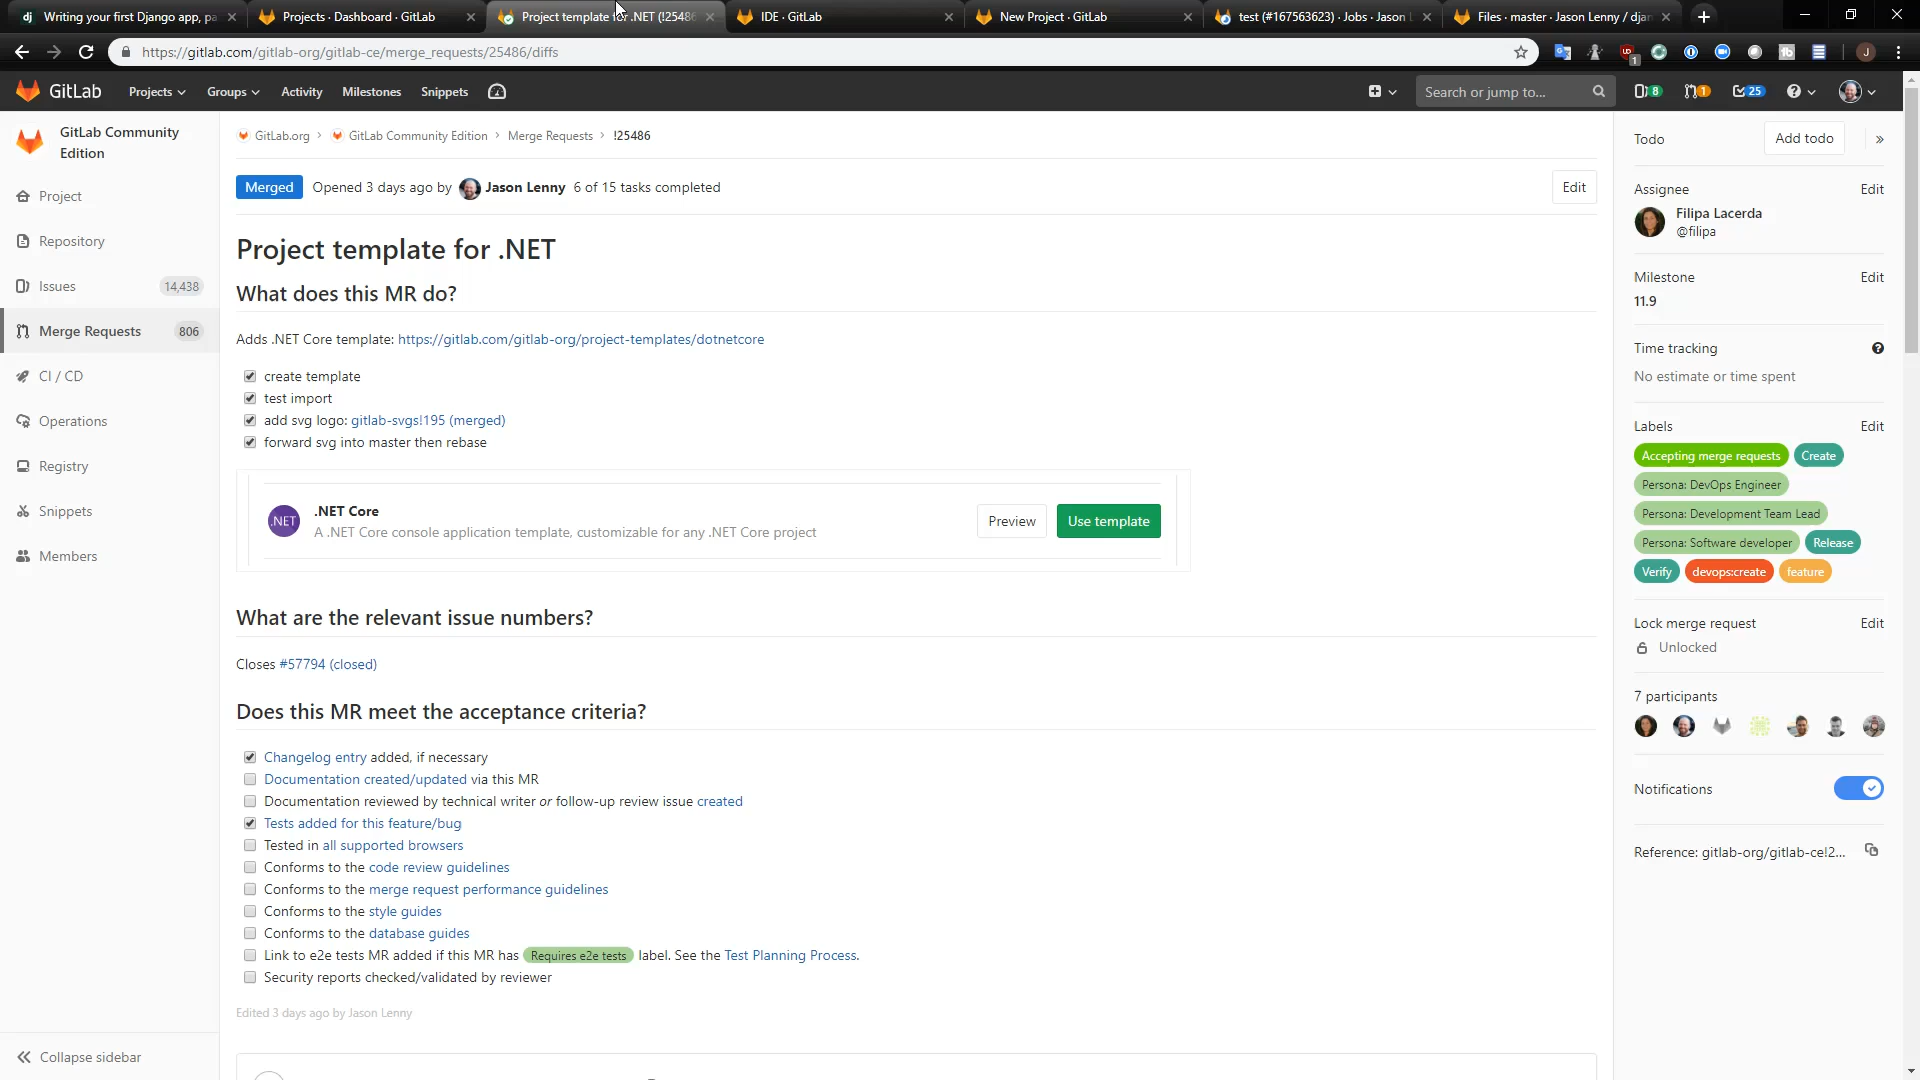 Writing your first Django app, pa
Projects · Dashboard · GitLab
Project template for .NET (!25486
IDE · GitLab
New Project · GitLab
test (#167563623) · Jobs · Jason L
Files · master · Jason Lenny / djan
https://gitlab.com/gitlab-org/gitlab-ce/merge_requests/25486/diffs
GitLab
Projects
Groups
Activity
Milestones
Snippets
Search or jump to...
8
1
25
GitLab Community
Edition
Project
Repository
Issues 14,438
Merge Requests 806
CI / CD
Operations
Registry
Snippets
Members
Collapse sidebar
GitLab.org › GitLab Community Edition › Merge Requests › !25486
Merged Opened 3 days ago by Jason Lenny 6 of 15 tasks completed
Edit
Project template for .NET
What does this MR do?
Adds .NET Core template: https://gitlab.com/gitlab-org/project-templates/dotnetcore
create template
test import
add svg logo: gitlab-svgs!195 (merged)
forward svg into master then rebase
.NET
.NET Core
A .NET Core console application template, customizable for any .NET Core project
Preview
Use template
What are the relevant issue numbers?
Closes #57794 (closed)
Does this MR meet the acceptance criteria?
Changelog entry added, if necessary
Documentation created/updated via this MR
Documentation reviewed by technical writer or follow-up review issue created
Tests added for this feature/bug
Tested in all supported browsers
Conforms to the code review guidelines
Conforms to the merge request performance guidelines
Conforms to the style guides
Conforms to the database guides
Link to e2e tests MR added if this MR has Requires e2e tests label. See the Test Planning Process.
Security reports checked/validated by reviewer
Edited 3 days ago by Jason Lenny
Todo
Add todo
Assignee Edit
Filipa Lacerda
@filipa
Milestone Edit
11.9
Time tracking
No estimate or time spent
Labels Edit
Accepting merge requests Create
Persona: DevOps Engineer
Persona: Development Team Lead
Persona: Software developer Release
Verify devops:create feature
Lock merge request Edit
Unlocked
7 participants
Notifications
Reference: gitlab-org/gitlab-ce!2...